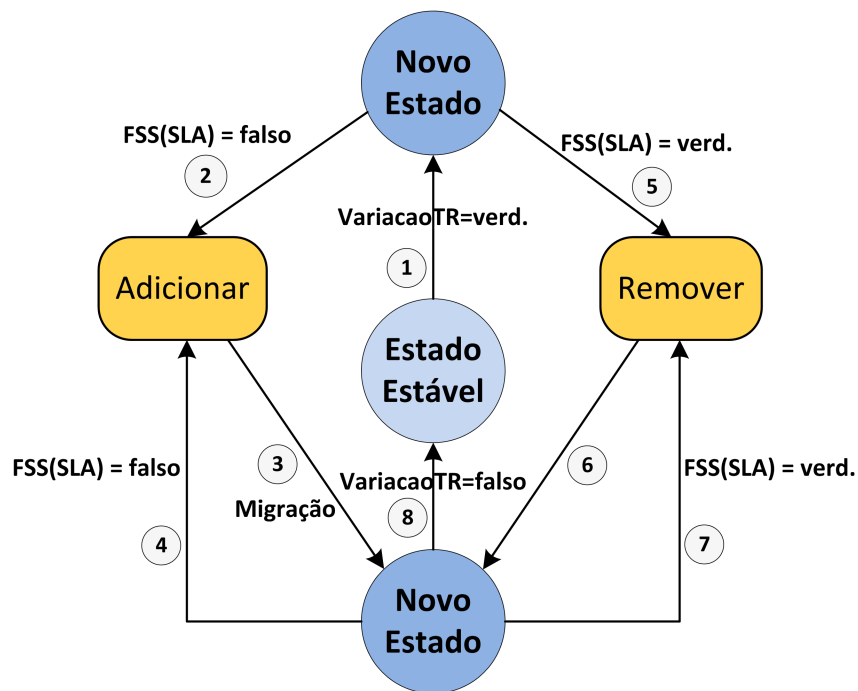 Novo
Estado
FSS(SLA) = falso
FSS(SLA) = verd.
2
5
VariacaoTR=verd.
1
Adicionar
Remover
Estado
Estável
FSS(SLA) = falso
3
VariacaoTR=falso
6
FSS(SLA) = verd.
Migração
8
4
7
Novo
Estado